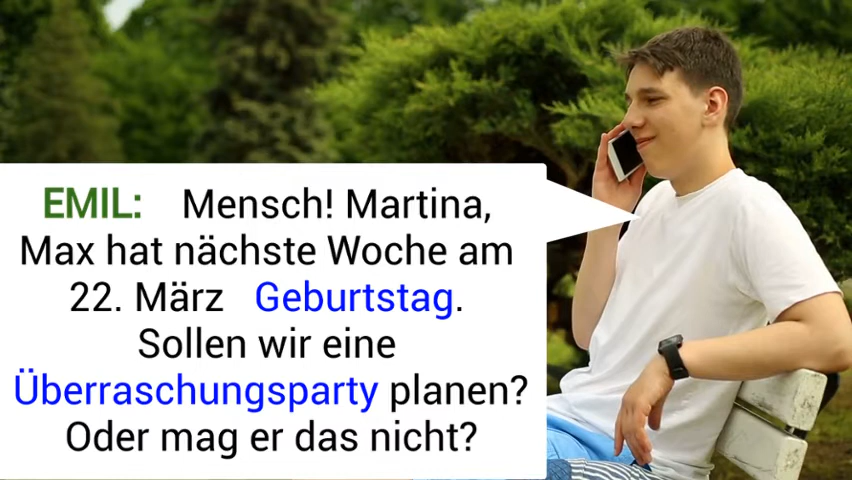 EMIL: Mensch! Martina,
Max hat nächste Woche am
22. März Geburtstag.
Sollen wir eine
Überraschungsparty planen?
Oder mag er das nicht?